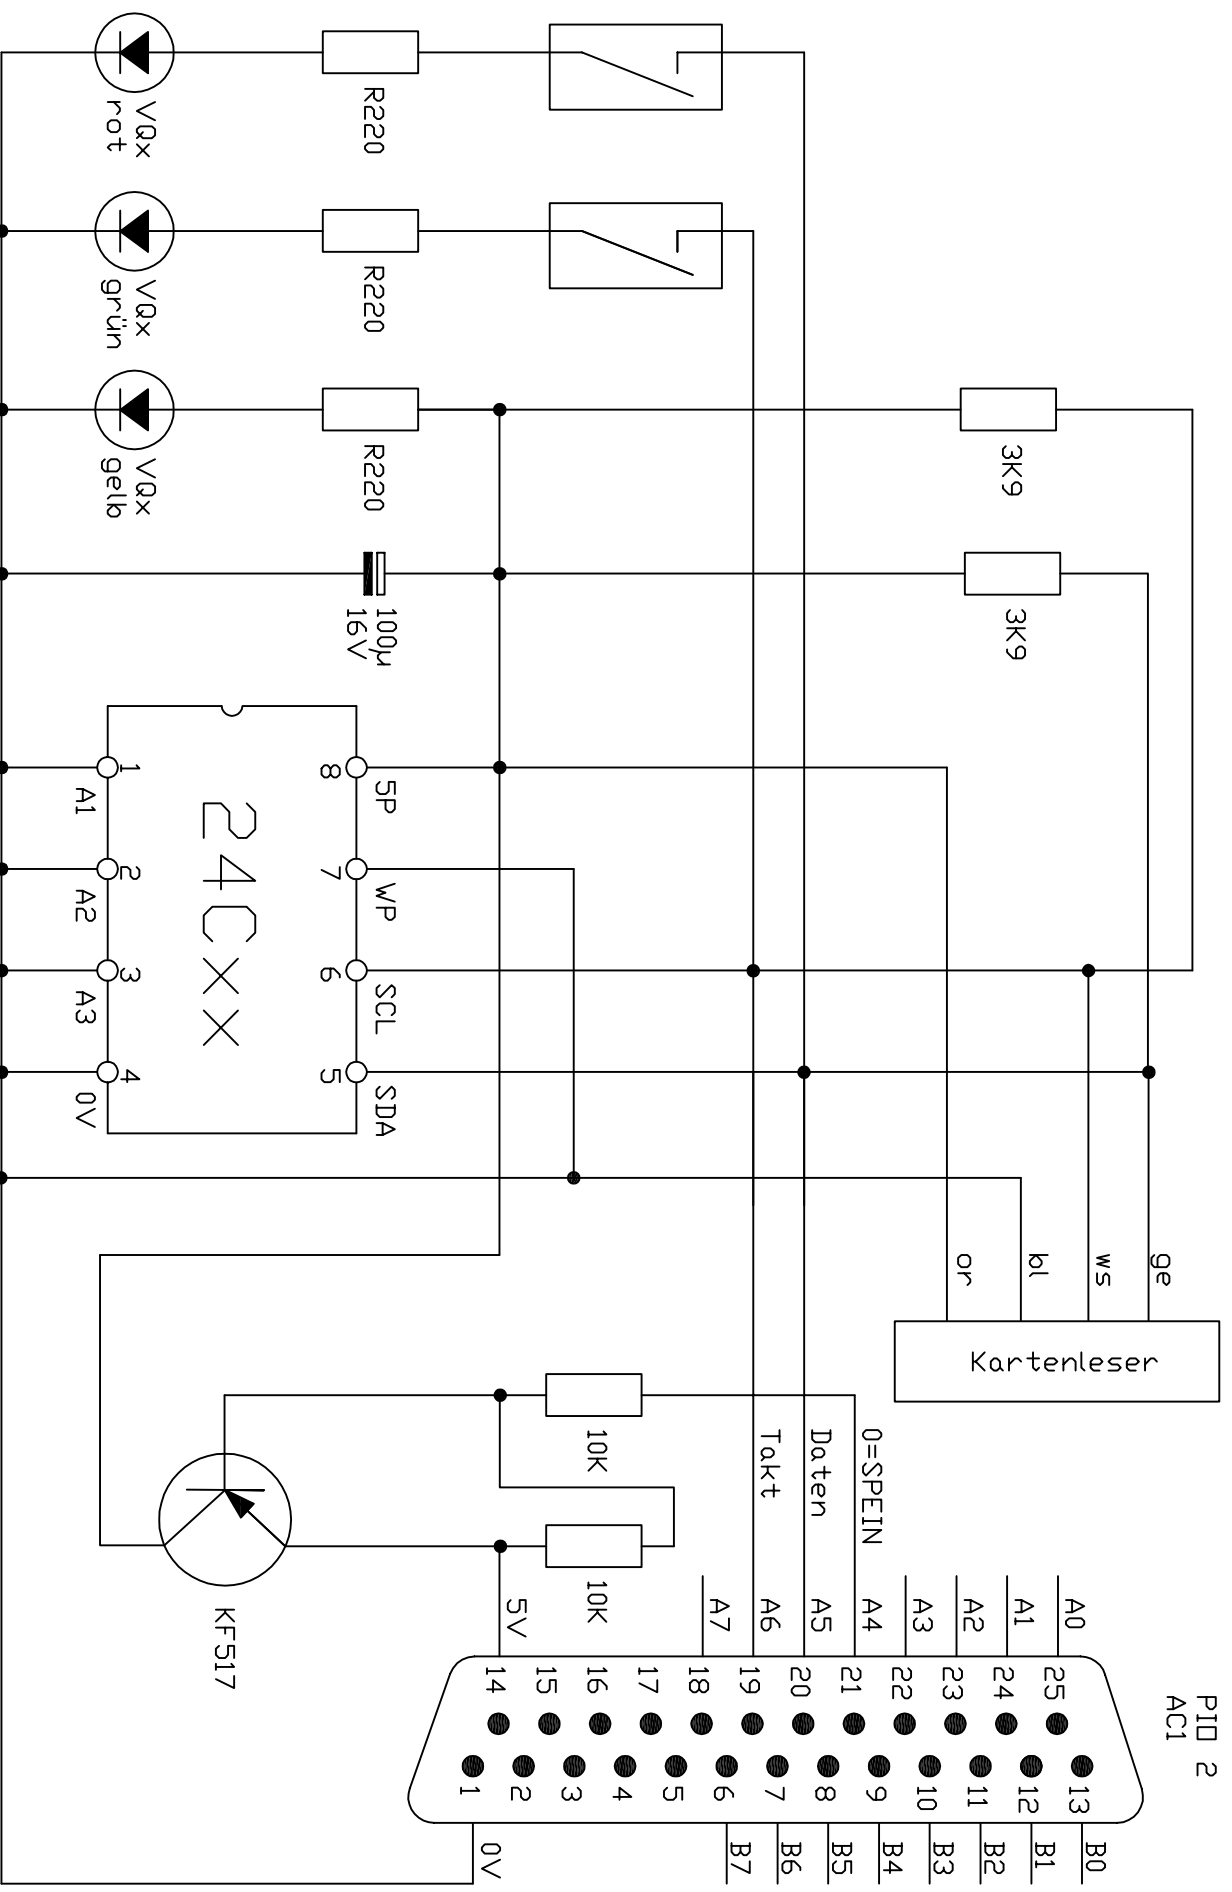 VQx
rot
R220
VQx
grün
R220
VQx
gelb
R220
3K9
100µ
16V
3K9
24CXX
8
5P
7
WP
6
SCL
5
SDA
1
A1
2
A2
3
A3
4
0V
or
bl
ws
ge
Kartenleser
10K
10K
KF517
0=SPEIN
Daten
Takt
5V
A7
A6
A5
A4
A3
A2
A1
A0
PIO 2
AC1
14
15
16
17
18
19
20
21
22
23
24
25
1
2
3
4
5
6
7
8
9
10
11
12
13
0V
B7
B6
B5
B4
B3
B2
B1
B0